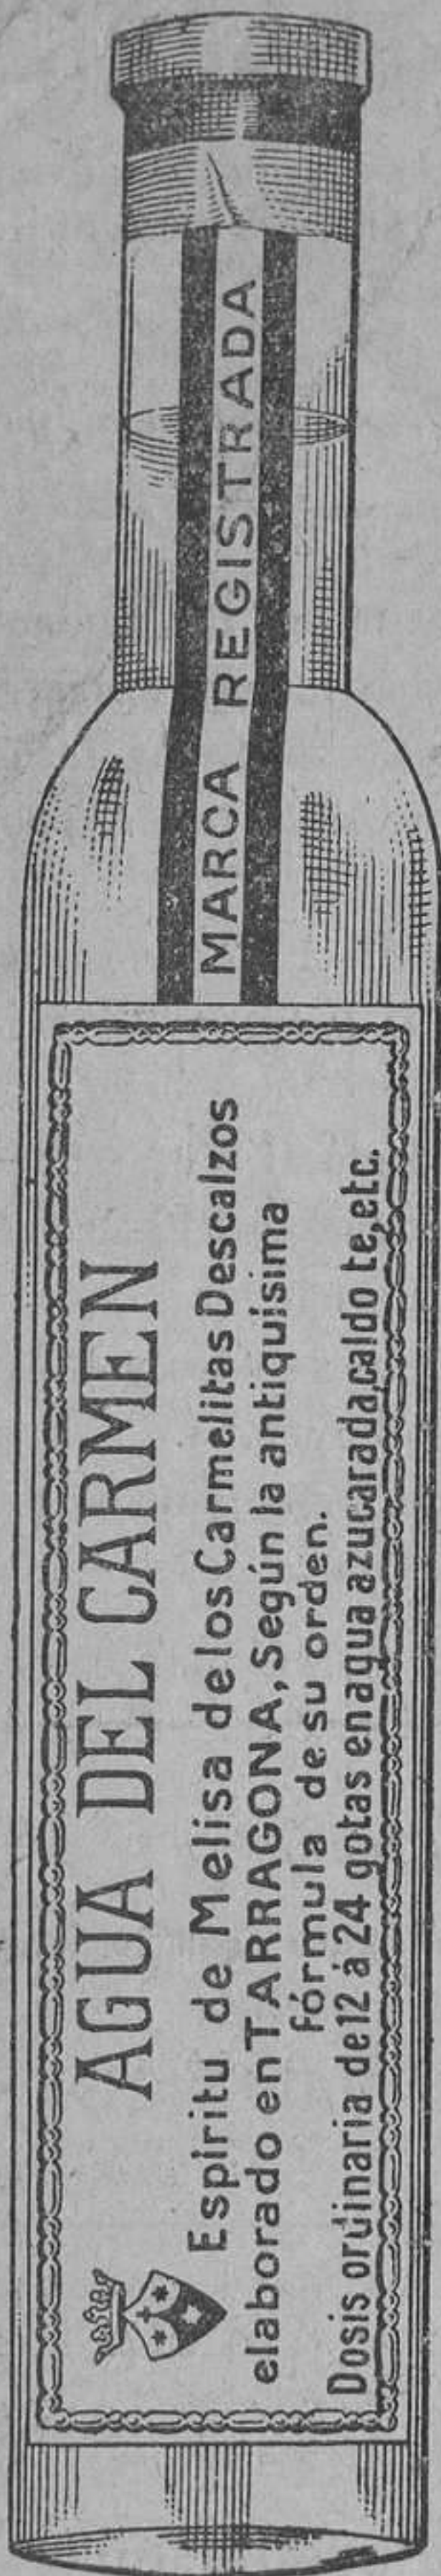 AGUA DEL CARMEN
Espiritu de Melisa de los Carmelitas Descalzos
elaborado en TARRAGONA, Según la antiquísima
fórmula de su orden.
Dosis ordinaria de 12 à 24 gotas en agua azucarada, caldo te, etc.
MARCA REGISTRADA